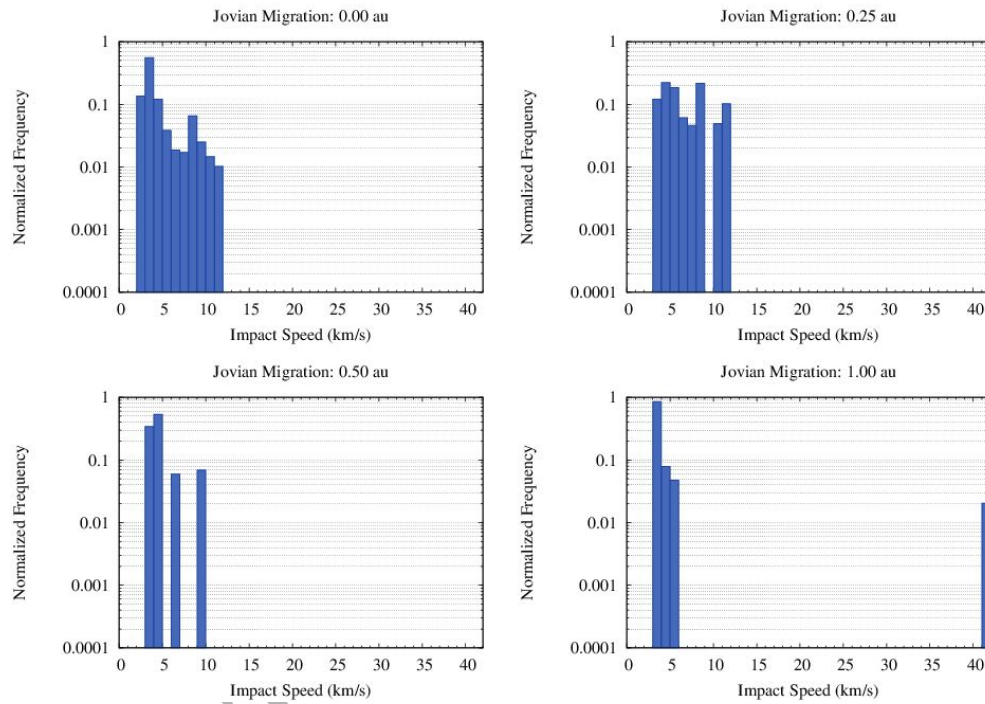 Jovian Migration: 0.00 au
1
0.1
0.01
0.001
0.0001
Normalized Frequency
0 5 10 15 20 25 30 35 40
Impact Speed (km/s)
Jovian Migration: 0.25 au
1
0.1
0.01
0.001
0.0001
Normalized Frequency
0 5 10 15 20 25 30 35 40
Impact Speed (km/s)
Jovian Migration: 0.50 au
1
0.1
0.01
0.001
0.0001
Normalized Frequency
0 5 10 15 20 25 30 35 40
Impact Speed (km/s)
Jovian Migration: 1.00 au
1
0.1
0.01
0.001
0.0001
Normalized Frequency
0 5 10 15 20 25 30 35 40
Impact Speed (km/s)